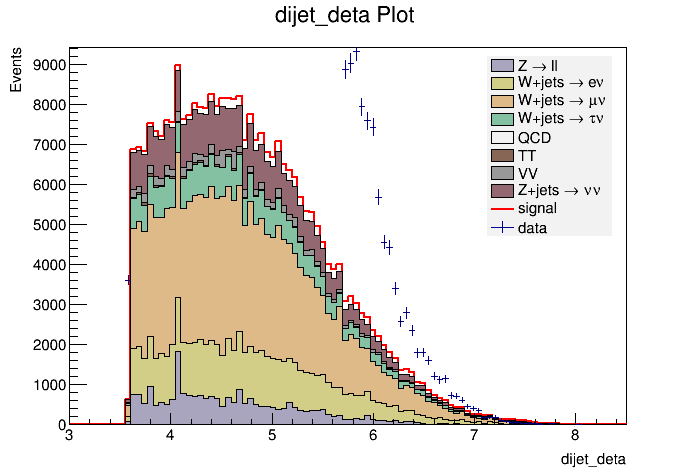 dijet_deta Plot
Events
9000
8000
7000
6000
5000
4000
3000
2000
1000
0
3
4
5
6
7
8
dijet_deta
Z → ll
W+jets → eν
W+jets → μν
W+jets → τν
QCD
TT
VV
Z+jets → νν
signal
data